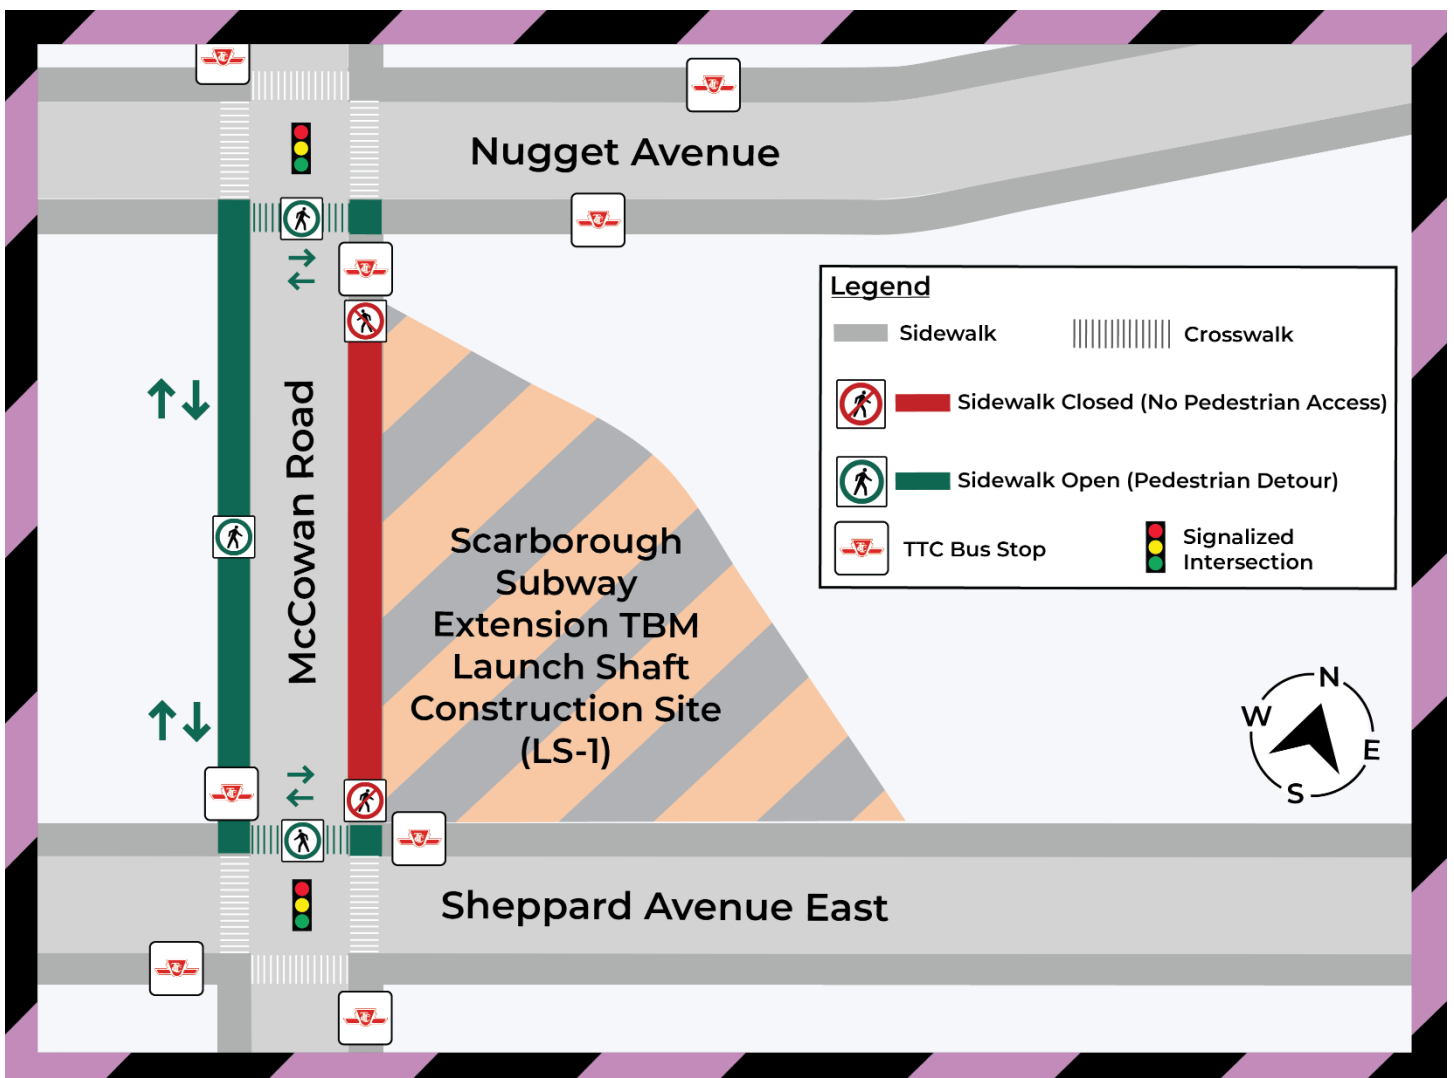 Nugget Avenue
McCowan Road
Scarborough
Subway
Extension TBM
Launch Shaft
Construction Site
(LS-1)
Sheppard Avenue East
Legend
Sidewalk
Crosswalk
Sidewalk Closed (No Pedestrian Access)
Sidewalk Open (Pedestrian Detour)
TTC Bus Stop
Signalized
Intersection
N
W
E
S